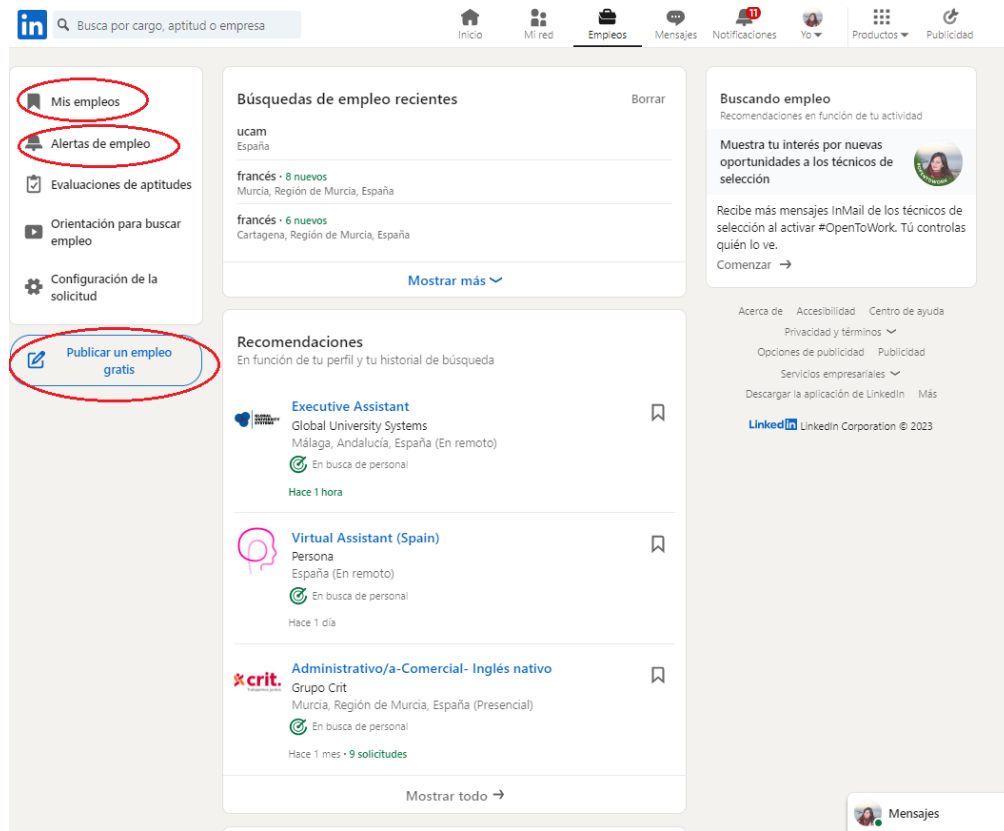 in
Busca por cargo, aptitud o empresa
Inicio
Mi red
Empleos
Mensajes
11
Notificaciones
Yo
Productos
Publicidad
Mis empleos
Alertas de empleo
Evaluaciones de aptitudes
Orientación para buscar
empleo
Configuración de la
solicitud
Publicar un empleo
gratis
Búsquedas de empleo recientes
Borrar
ucam
España
francés · 8 nuevos
Murcia, Región de Murcia, España
francés · 6 nuevos
Cartagena, Región de Murcia, España
Mostrar más
Recomendaciones
En función de tu perfil y tu historial de búsqueda
GLOBAL
UNIVERSITY
SYSTEMS
Executive Assistant
Global University Systems
Málaga, Andalucía, España (En remoto)
En busca de personal
Hace 1 hora
Virtual Assistant (Spain)
Persona
España (En remoto)
En busca de personal
Hace 1 día
crit.
Administrativo/a-Comercial- Inglés nativo
Grupo Crit
Murcia, Región de Murcia, España (Presencial)
En busca de personal
Hace 1 mes · 9 solicitudes
Mostrar todo →
Buscando empleo
Recomendaciones en función de tu actividad
Muestra tu interés por nuevas
oportunidades a los técnicos de
selección
#OPENTOWORK
Recibe más mensajes InMail de los técnicos de
selección al activar #OpenToWork. Tú controlas
quién lo ve.
Comenzar →
Acerca de Accesibilidad Centro de ayuda
Privacidad y términos
Opciones de publicidad Publicidad
Servicios empresariales
Descargar la aplicación de LinkedIn Más
Linked in LinkedIn Corporation © 2023
Mensajes